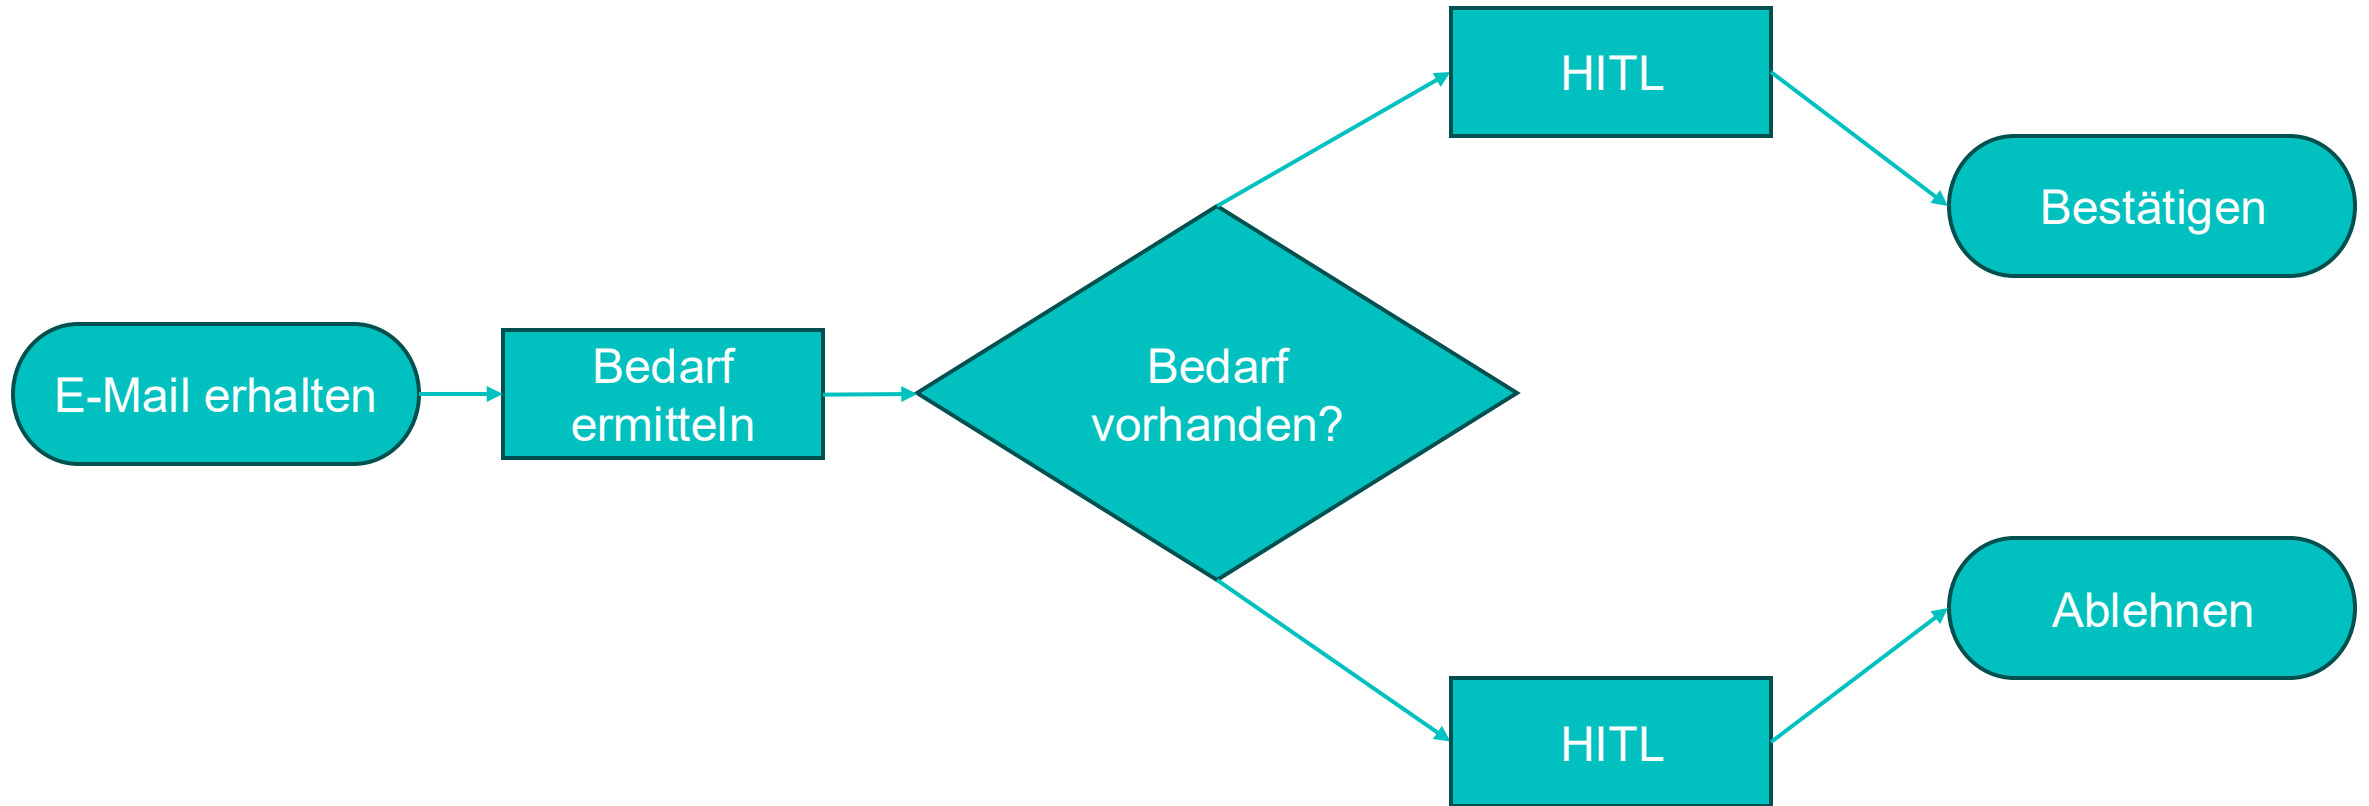 E-Mail erhalten
Bedarf
ermitteln
Bedarf
vorhanden?
HITL
Bestätigen
HITL
Ablehnen